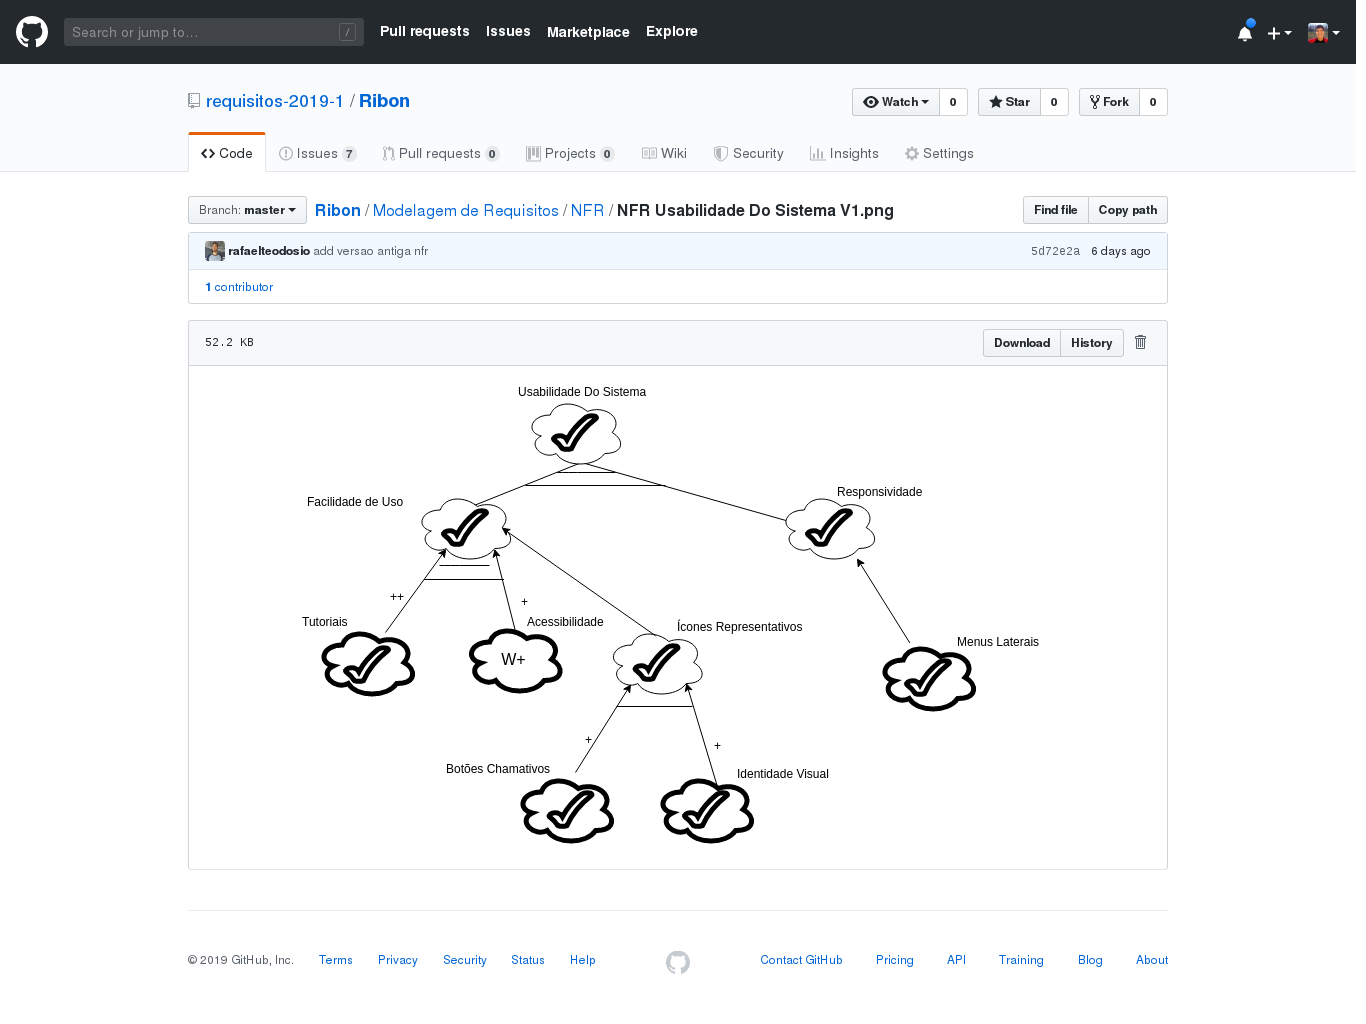 Search or jump to... / Pull requests Issues Marketplace Explore
requisitos-2019-1 / Ribon Watch 0 Star 0 Fork 0
Code Issues 7 Pull requests 0 Projects 0 Wiki Security Insights Settings
Branch: master Ribon / Modelagem de Requisitos / NFR / NFR Usabilidade Do Sistema V1.png Find file Copy path
rafaelteodosio add versao antiga nfr 5d72e2a 6 days ago
1 contributor
52.2 KB Download History
Usabilidade Do Sistema
Responsividade
Facilidade de Uso
++
+
Tutoriais
Acessibilidade
Ícones Representativos
Menus Laterais
W+
+
+
Botões Chamativos
Identidade Visual
© 2019 GitHub, Inc. Terms Privacy Security Status Help Contact GitHub Pricing API Training Blog About